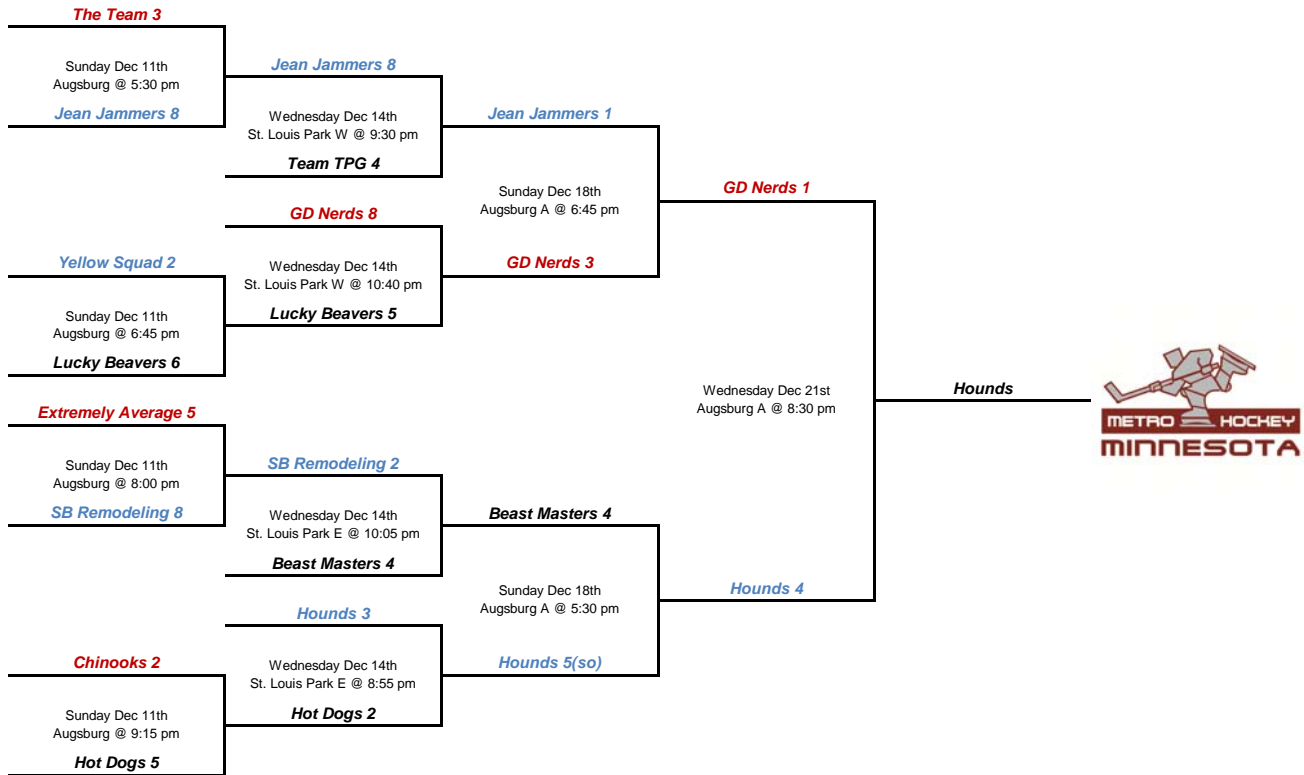 The Team 3
Sunday Dec 11th
Augsburg @ 5:30 pm
Jean Jammers 8
Jean Jammers 8
Wednesday Dec 14th
St. Louis Park W @ 9:30 pm
Team TPG 4
Jean Jammers 1
Sunday Dec 18th
Augsburg A @ 6:45 pm
GD Nerds 1
GD Nerds 8
Wednesday Dec 14th
St. Louis Park W @ 10:40 pm
GD Nerds 3
Yellow Squad 2
Sunday Dec 11th
Augsburg @ 6:45 pm
Lucky Beavers 5
Lucky Beavers 6
Wednesday Dec 21st
Augsburg A @ 8:30 pm
Hounds
METRO HOCKEY
MINNESOTA
Extremely Average 5
Sunday Dec 11th
Augsburg @ 8:00 pm
SB Remodeling 8
SB Remodeling 2
Wednesday Dec 14th
St. Louis Park E @ 10:05 pm
Beast Masters 4
Beast Masters 4
Sunday Dec 18th
Augsburg A @ 5:30 pm
Hounds 4
Hounds 3
Wednesday Dec 14th
St. Louis Park E @ 8:55 pm
Hounds 5(so)
Chinooks 2
Sunday Dec 11th
Augsburg @ 9:15 pm
Hot Dogs 2
Hot Dogs 5